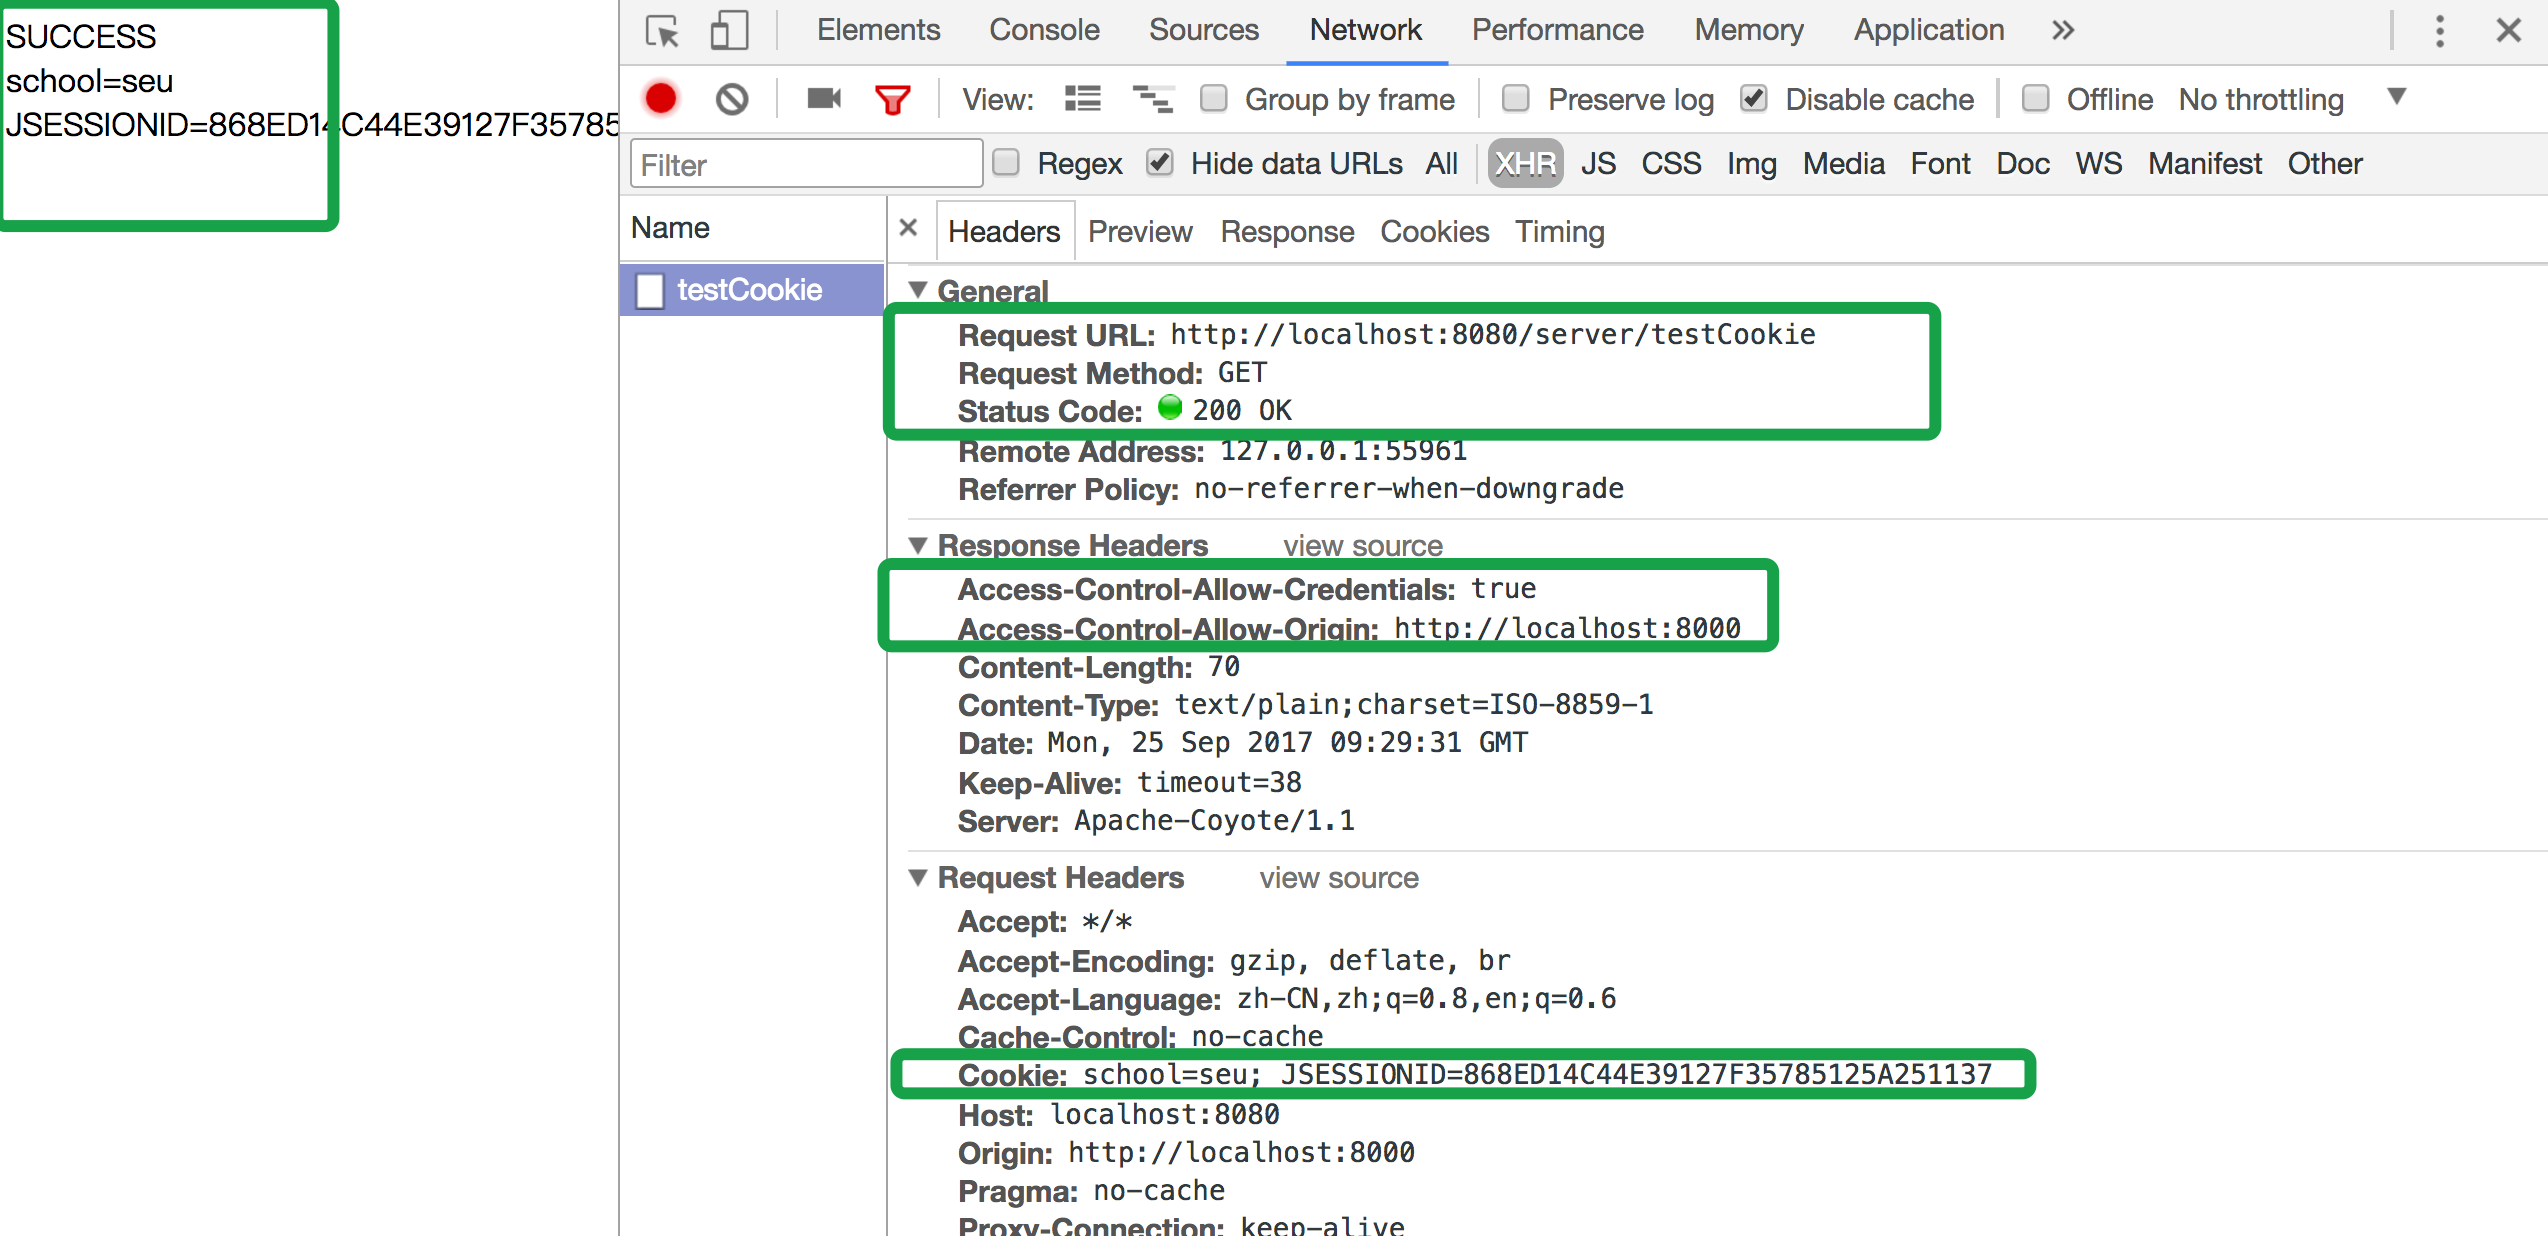 SUCCESS
school=seu
JSESSIONID=868ED14C44E39127F35785
Elements Console Sources Network Performance Memory Application »
View: Group by frame Preserve log Disable cache Offline No throttling
Filter Regex Hide data URLs All XHR JS CSS Img Media Font Doc WS Manifest Other
Name
testCookie
× Headers Preview Response Cookies Timing
General
Request URL: http://localhost:8080/server/testCookie
Request Method: GET
Status Code: 200 OK
Remote Address: 127.0.0.1:55961
Referrer Policy: no-referrer-when-downgrade
Response Headers view source
Access-Control-Allow-Credentials: true
Access-Control-Allow-Origin: http://localhost:8000
Content-Length: 70
Content-Type: text/plain;charset=ISO-8859-1
Date: Mon, 25 Sep 2017 09:29:31 GMT
Keep-Alive: timeout=38
Server: Apache-Coyote/1.1
Request Headers view source
Accept: */*
Accept-Encoding: gzip, deflate, br
Accept-Language: zh-CN,zh;q=0.8,en;q=0.6
Cache-Control: no-cache
Cookie: school=seu; JSESSIONID=868ED14C44E39127F35785125A251137
Host: localhost:8080
Origin: http://localhost:8000
Pragma: no-cache
Proxy-Connection: keep-alive